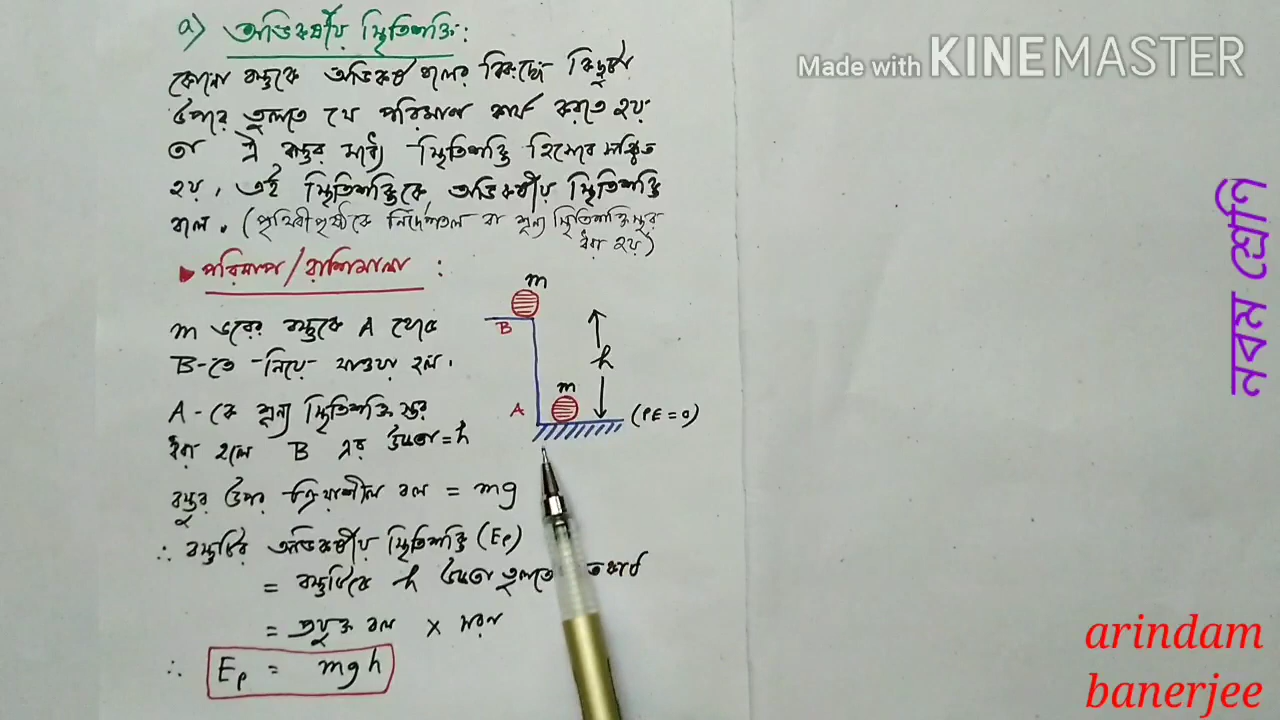 a) অভিকর্ষীয় স্থিতিশক্তি:
কোনো বস্তুকে অভিকর্ষ বলের বিরুদ্ধে কিছুটা
উপরে তুলতে যে পরিমাণ কার্য করতে হয়
তা ঐ বস্তুর মধ্যে স্থিতিশক্তি হিসেবে সঞ্চিত
হয়, এই স্থিতিশক্তিকে অভিকর্ষীয় স্থিতিশক্তি
বলে. (পৃথিবীপৃষ্ঠকে নির্দেশতল বা শূন্য স্থিতিশক্তিস্তর
ধরা হয়)
পরিমাপ/রাশিমালা :
m ভরের বস্তুকে A থেকে
B-তে নিয়ে যাওয়া হল.
A-কে শূন্য স্থিতিশক্তি স্তর
ধরা হলে B এর উচ্চতা = h
বস্তুর উপর ক্রিয়াশীল বল = mg
∴ বস্তুটির অভিকর্ষীয় স্থিতিশক্তি (Ep)
= বস্তুটিকে h উচ্চতা তুলতে
= প্রযুক্ত বল × সরণ
∴ Ep = mgh
m
B
h
m
A
(PE = 0)
Made with KINEMASTER
নবম শ্রেণি
arindam
banerjee